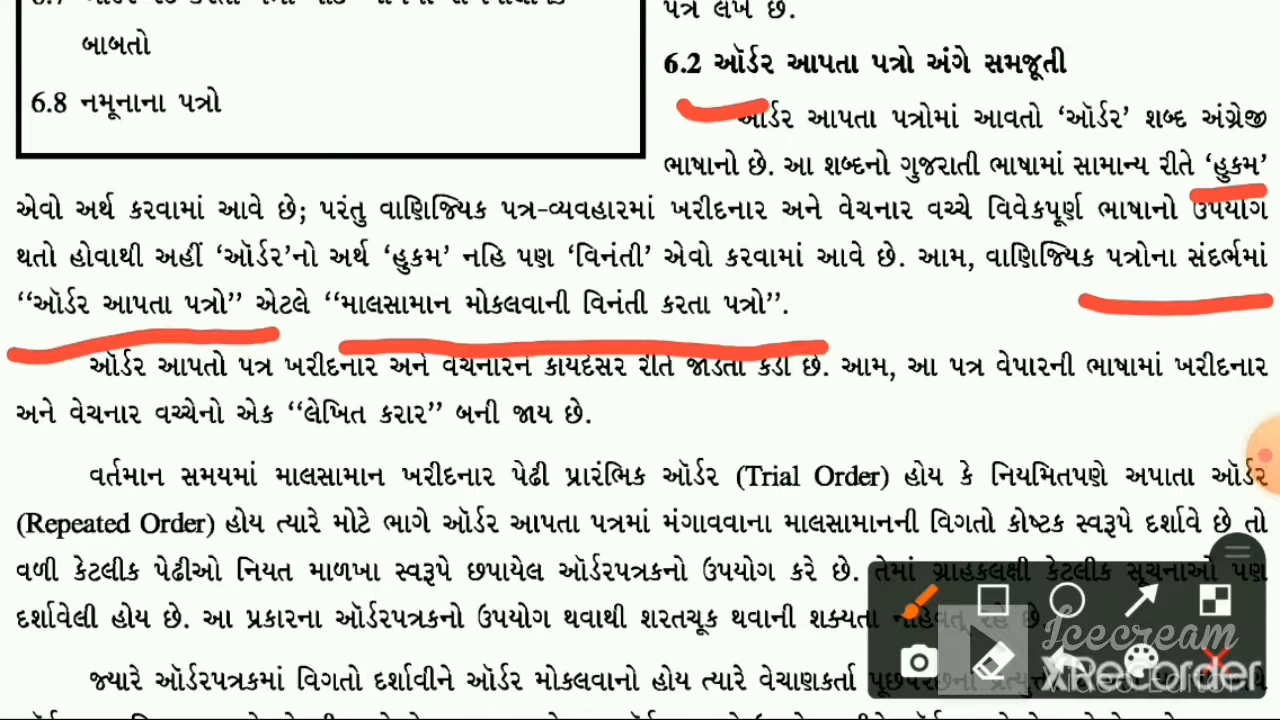 બાબતો
6.8 નમૂનાના પત્રો
પત્ર લખે છે.
6.2 ઑર્ડર આપતા પત્રો અંગે સમજૂતી
ઑર્ડર આપતા પત્રોમાં આવતો ‘ઑર્ડર’ શબ્દ અંગ્રેજી
ભાષાનો છે. આ શબ્દનો ગુજરાતી ભાષામાં સામાન્ય રીતે ‘હુકમ’
એવો અર્થ કરવામાં આવે છે; પરંતુ વાણિજ્યિક પત્ર-વ્યવહારમાં ખરીદનાર અને વેચનાર વચ્ચે વિવેકપૂર્ણ ભાષાનો ઉપયોગ
થતો હોવાથી અહીં ‘ઑર્ડર’નો અર્થ ‘હુકમ’ નહિ પણ ‘વિનંતી’ એવો કરવામાં આવે છે. આમ, વાણિજ્યિક પત્રોના સંદર્ભમાં
‘‘ઑર્ડર આપતા પત્રો’’ એટલે ‘‘માલસામાન મોકલવાની વિનંતી કરતા પત્રો’’.
ઑર્ડર આપતો પત્ર ખરીદનાર અને વેચનારને કાયદેસર રીતે જોડતી કડી છે. આમ, આ પત્ર વેપારની ભાષામાં ખરીદનાર
અને વેચનાર વચ્ચેનો એક ‘‘લેખિત કરાર’’ બની જાય છે.
વર્તમાન સમયમાં માલસામાન ખરીદનાર પેઢી પ્રારંભિક ઑર્ડર (Trial Order) હોય કે નિયમિતપણે અપાતા ઑર્ડર
(Repeated Order) હોય ત્યારે મોટે ભાગે ઑર્ડર આપતા પત્રમાં મંગાવવાના માલસામાનની વિગતો કોષ્ટક સ્વરૂપે દર્શાવે છે તો
વળી કેટલીક પેઢીઓ નિયત માળખા સ્વરૂપે છપાયેલ ઑર્ડરપત્રકનો ઉપયોગ કરે છે. તેમાં ગ્રાહકલક્ષી કેટલીક સૂચનાઓ પણ
દર્શાવેલી હોય છે. આ પ્રકારના ઑર્ડરપત્રકનો ઉપયોગ થવાથી શરતચૂક થવાની શક્યતા નહિવત્ રહે છે.
જ્યારે ઑર્ડરપત્રકમાં વિગતો દર્શાવીને ઑર્ડર મોકલવાનો હોય ત્યારે વેચાણકર્તા
Icecream
Video Editor
XRecorder